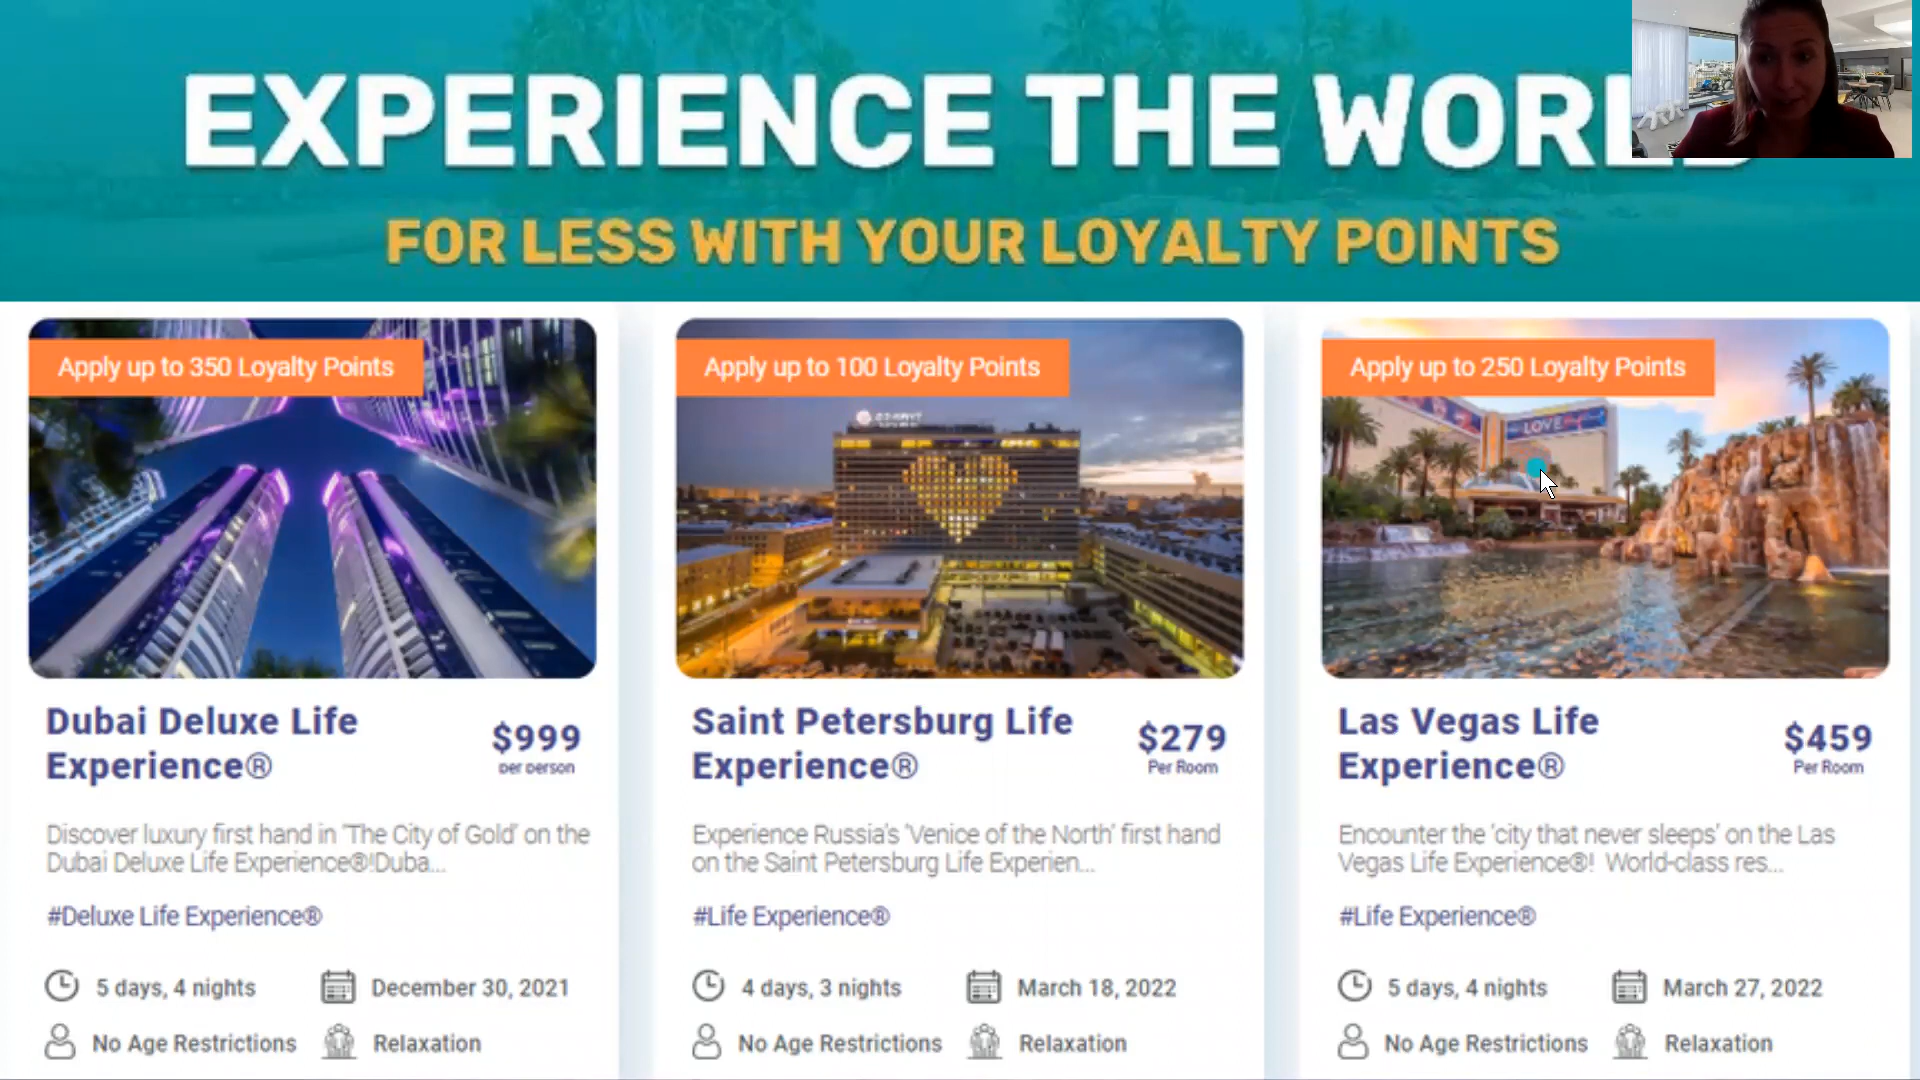 EXPERIENCE THE WORLD
FOR LESS WITH YOUR LOYALTY POINTS
Apply up to 350 Loyalty Points
Apply up to 100 Loyalty Points
Apply up to 250 Loyalty Points
LOVE
Dubai Deluxe Life
Experience®
$999
per person
Saint Petersburg Life
Experience®
$279
Per Room
Las Vegas Life
Experience®
$459
Per Room
Discover luxury first hand in 'The City of Gold' on the
Dubai Deluxe Life Experience®!Duba...
Experience Russia's 'Venice of the North' first hand
on the Saint Petersburg Life Experien...
Encounter the 'city that never sleeps' on the Las
Vegas Life Experience®! World-class res...
#Deluxe Life Experience®
#Life Experience®
#Life Experience®
5 days, 4 nights
December 30, 2021
4 days, 3 nights
March 18, 2022
5 days, 4 nights
March 27, 2022
No Age Restrictions
Relaxation
No Age Restrictions
Relaxation
No Age Restrictions
Relaxation